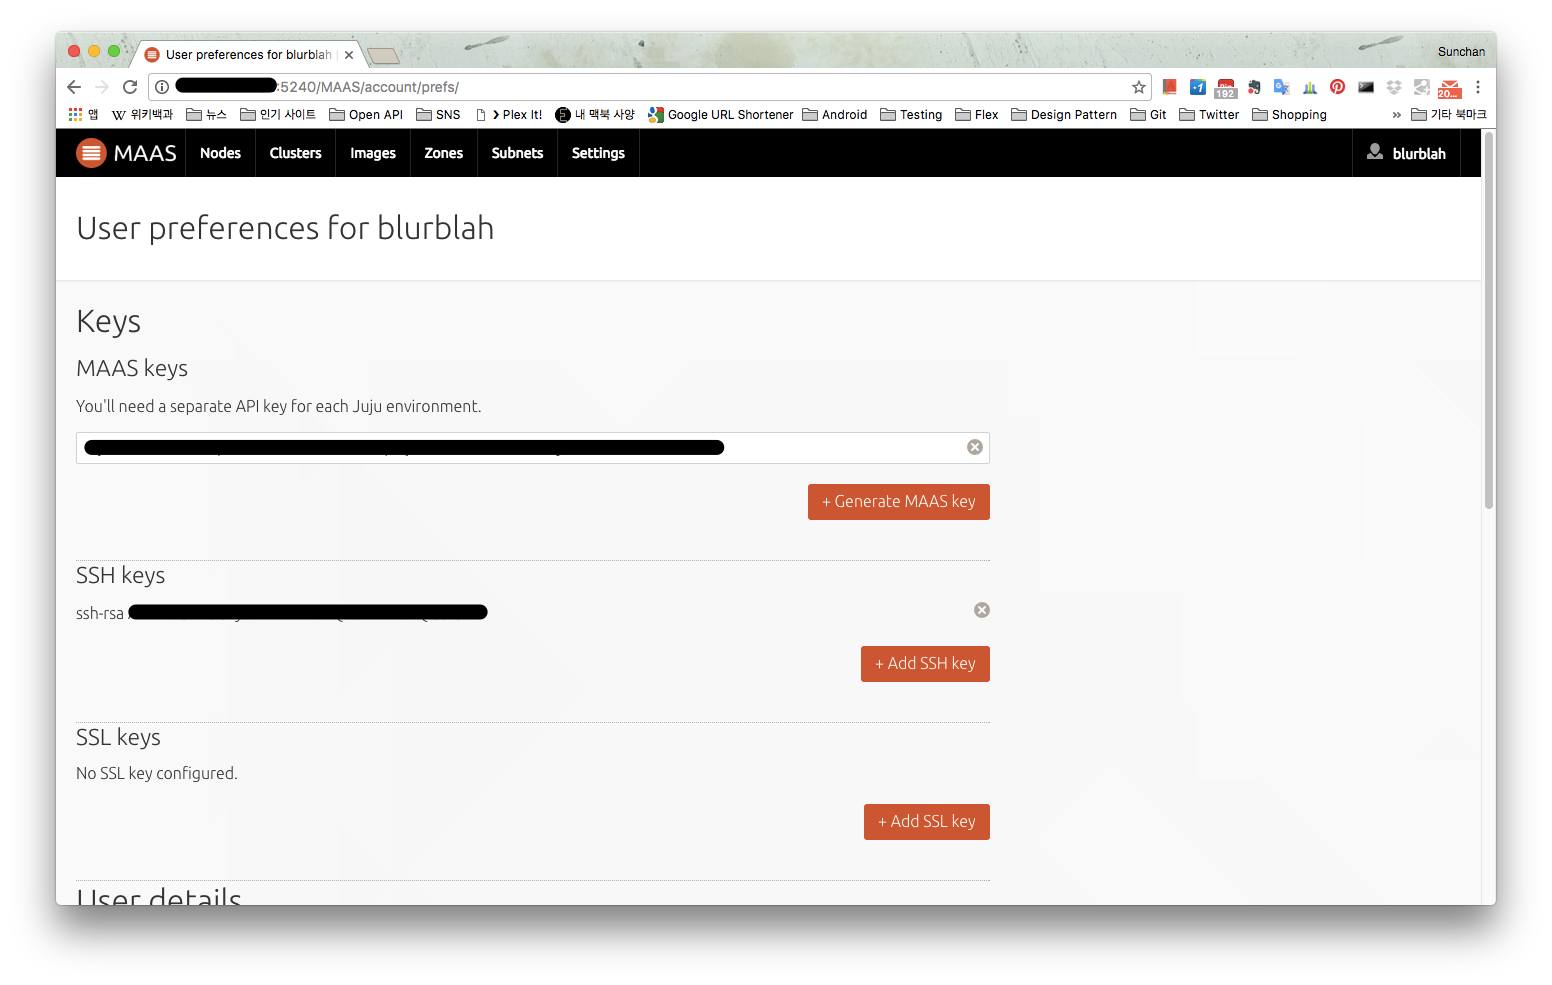 User preferences for blurblah
Sunchan
:5240/MAAS/account/prefs/
192
20...
앱 위키백과 뉴스 인기 사이트 Open API SNS ❯ Plex It! 내 맥북 사양 Google URL Shortener Android Testing Flex Design Pattern Git Twitter Shopping » 기타 북마크
MAAS Nodes Clusters Images Zones Subnets Settings blurblah
User preferences for blurblah
Keys
MAAS keys
You'll need a separate API key for each Juju environment.
+ Generate MAAS key
SSH keys
ssh-rsa
+ Add SSH key
SSL keys
No SSL key configured.
+ Add SSL key
User details